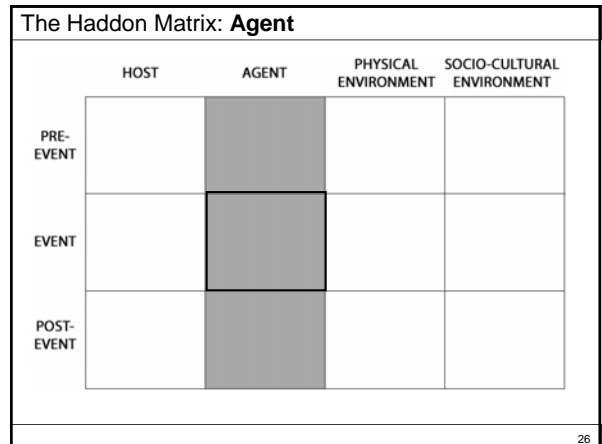 The Haddon Matrix: Agent
HOST AGENT PHYSICAL ENVIRONMENT SOCIO-CULTURAL ENVIRONMENT
PRE-
EVENT
EVENT
POST-
EVENT
26